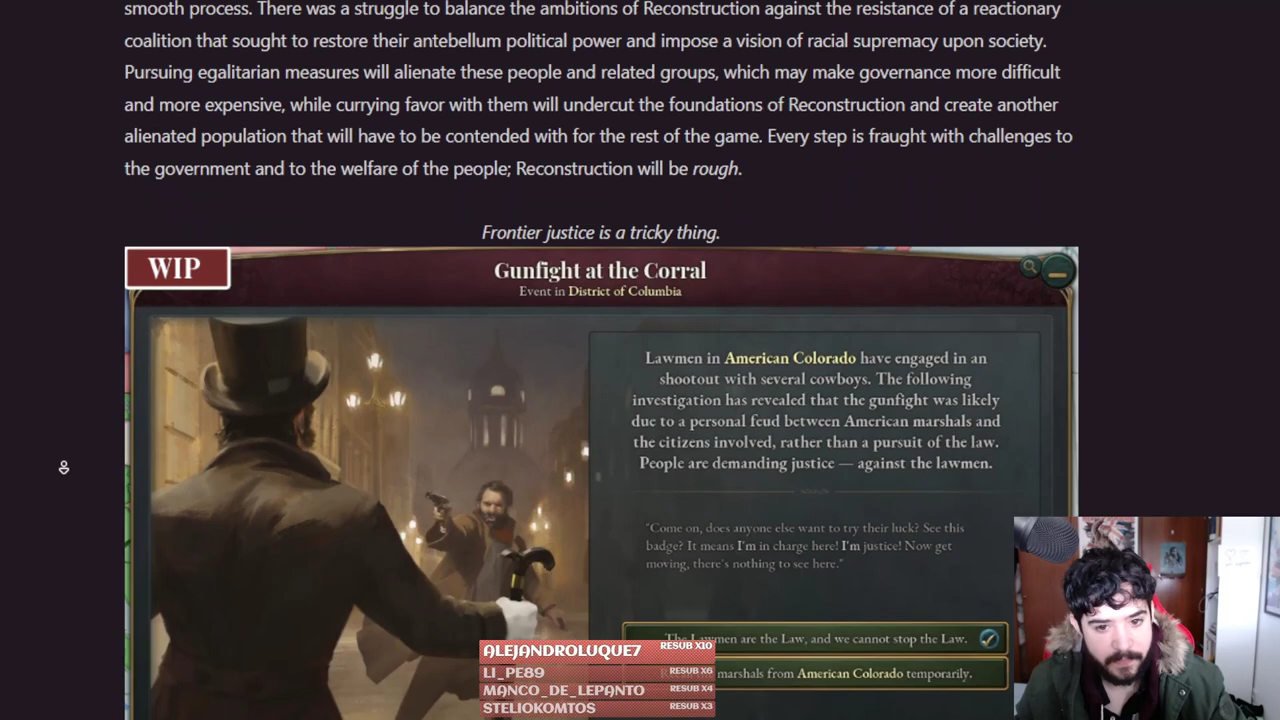 smooth process. There was a struggle to balance the ambitions of Reconstruction against the resistance of a reactionary
coalition that sought to restore their antebellum political power and impose a vision of racial supremacy upon society.
Pursuing egalitarian measures will alienate these people and related groups, which may make governance more difficult
and more expensive, while currying favor with them will undercut the foundations of Reconstruction and create another
alienated population that will have to be contended with for the rest of the game. Every step is fraught with challenges to
the government and to the welfare of the people; Reconstruction will be rough.
Frontier justice is a tricky thing.
WIP
Gunfight at the Corral
Event in District of Columbia
Lawmen in American Colorado have engaged in an
shootout with several cowboys. The following
investigation has revealed that the gunfight was likely
due to a personal feud between American marshals and
the citizens involved, rather than a pursuit of the law.
People are demanding justice — against the lawmen.
"Come on, does anyone else want to try their luck? See this
badge? It means I'm in charge here! I'm justice! Now get
moving, there's nothing to see here."
The Lawmen are the Law, and we cannot stop the Law.
marshals from American Colorado temporarily.
ALEJANDROLUQUE7 RESUB X10
LI_PE89 RESUB X6
MANCO_DE_LEPANTO RESUB X4
STELIOKOMTOS RESUB X3